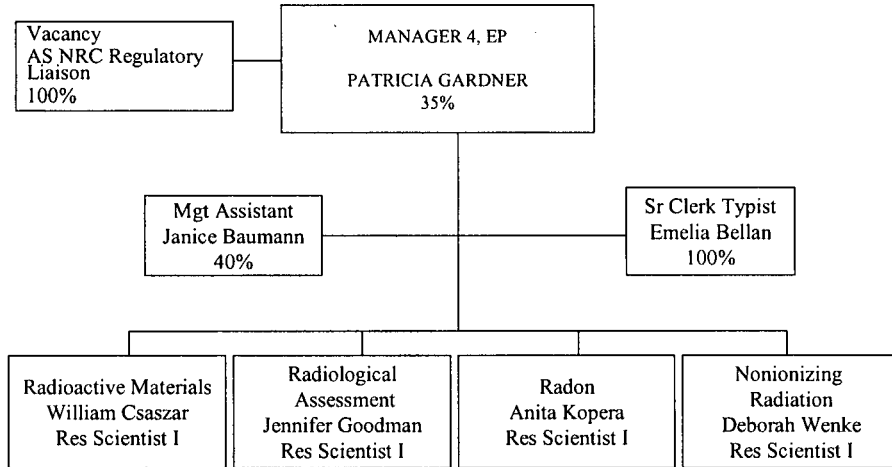 Vacancy
AS NRC Regulatory
Liaison
100%
MANAGER 4, EP
PATRICIA GARDNER
35%
Mgt Assistant
Janice Baumann
40%
Sr Clerk Typist
Emelia Bellan
100%
Radioactive Materials
William Csaszar
Res Scientist I
Radiological
Assessment
Jennifer Goodman
Res Scientist I
Radon
Anita Kopera
Res Scientist I
Nonionizing
Radiation
Deborah Wenke
Res Scientist I